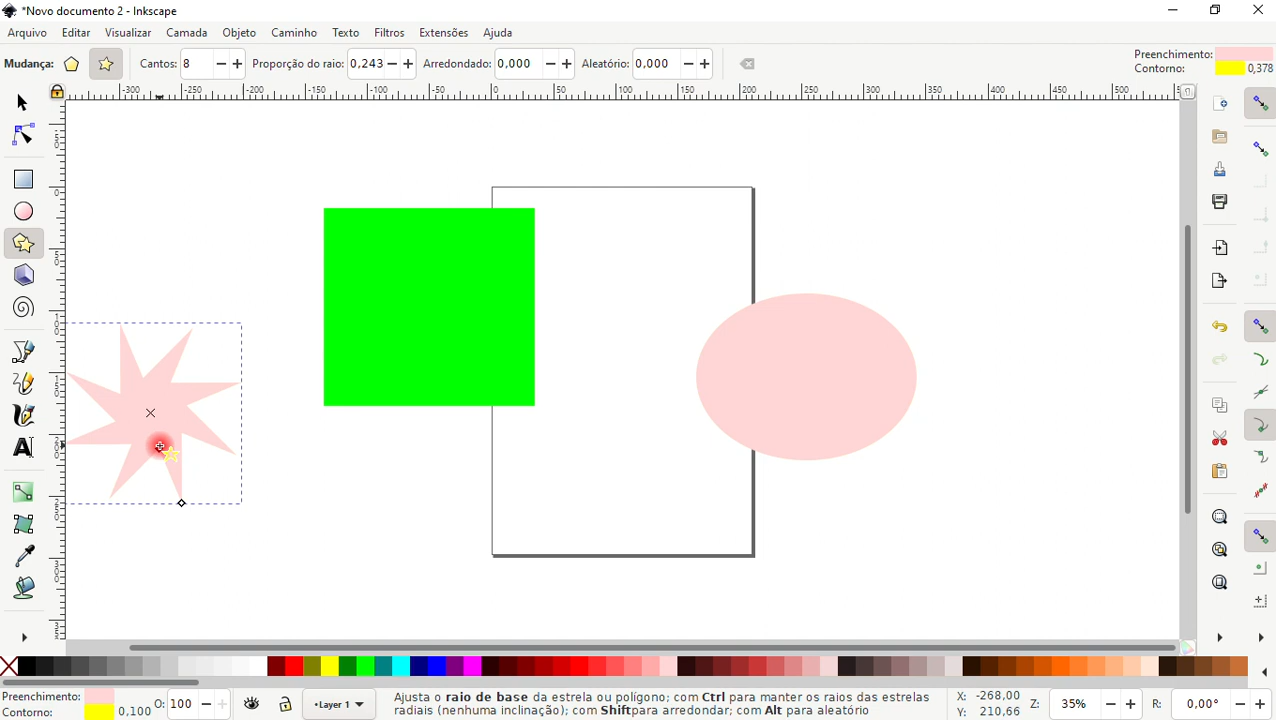 *Novo documento 2 - Inkscape
Arquivo Editar Visualizar Camada Objeto Caminho Texto Filtros Extensões Ajuda
Mudança: Cantos: 8 Proporção do raio: 0,243 Arredondado: 0,000 Aleatório: 0,000 Preenchimento:
Contorno: 0,378
-300 -250 -200 -150 -100 -50 0 50 100 150 200 250 300 350 400 450 500
Preenchimento: O: 100 Layer 1 Ajusta o raio de base da estrela ou polígono; com Ctrl para manter os raios das estrelas X: -268,00 Z: 35% R: 0,00°
Contorno: 0,100 radiais (nenhuma inclinação); com Shiftpara arredondar; com Alt para aleatório Y: 210,66